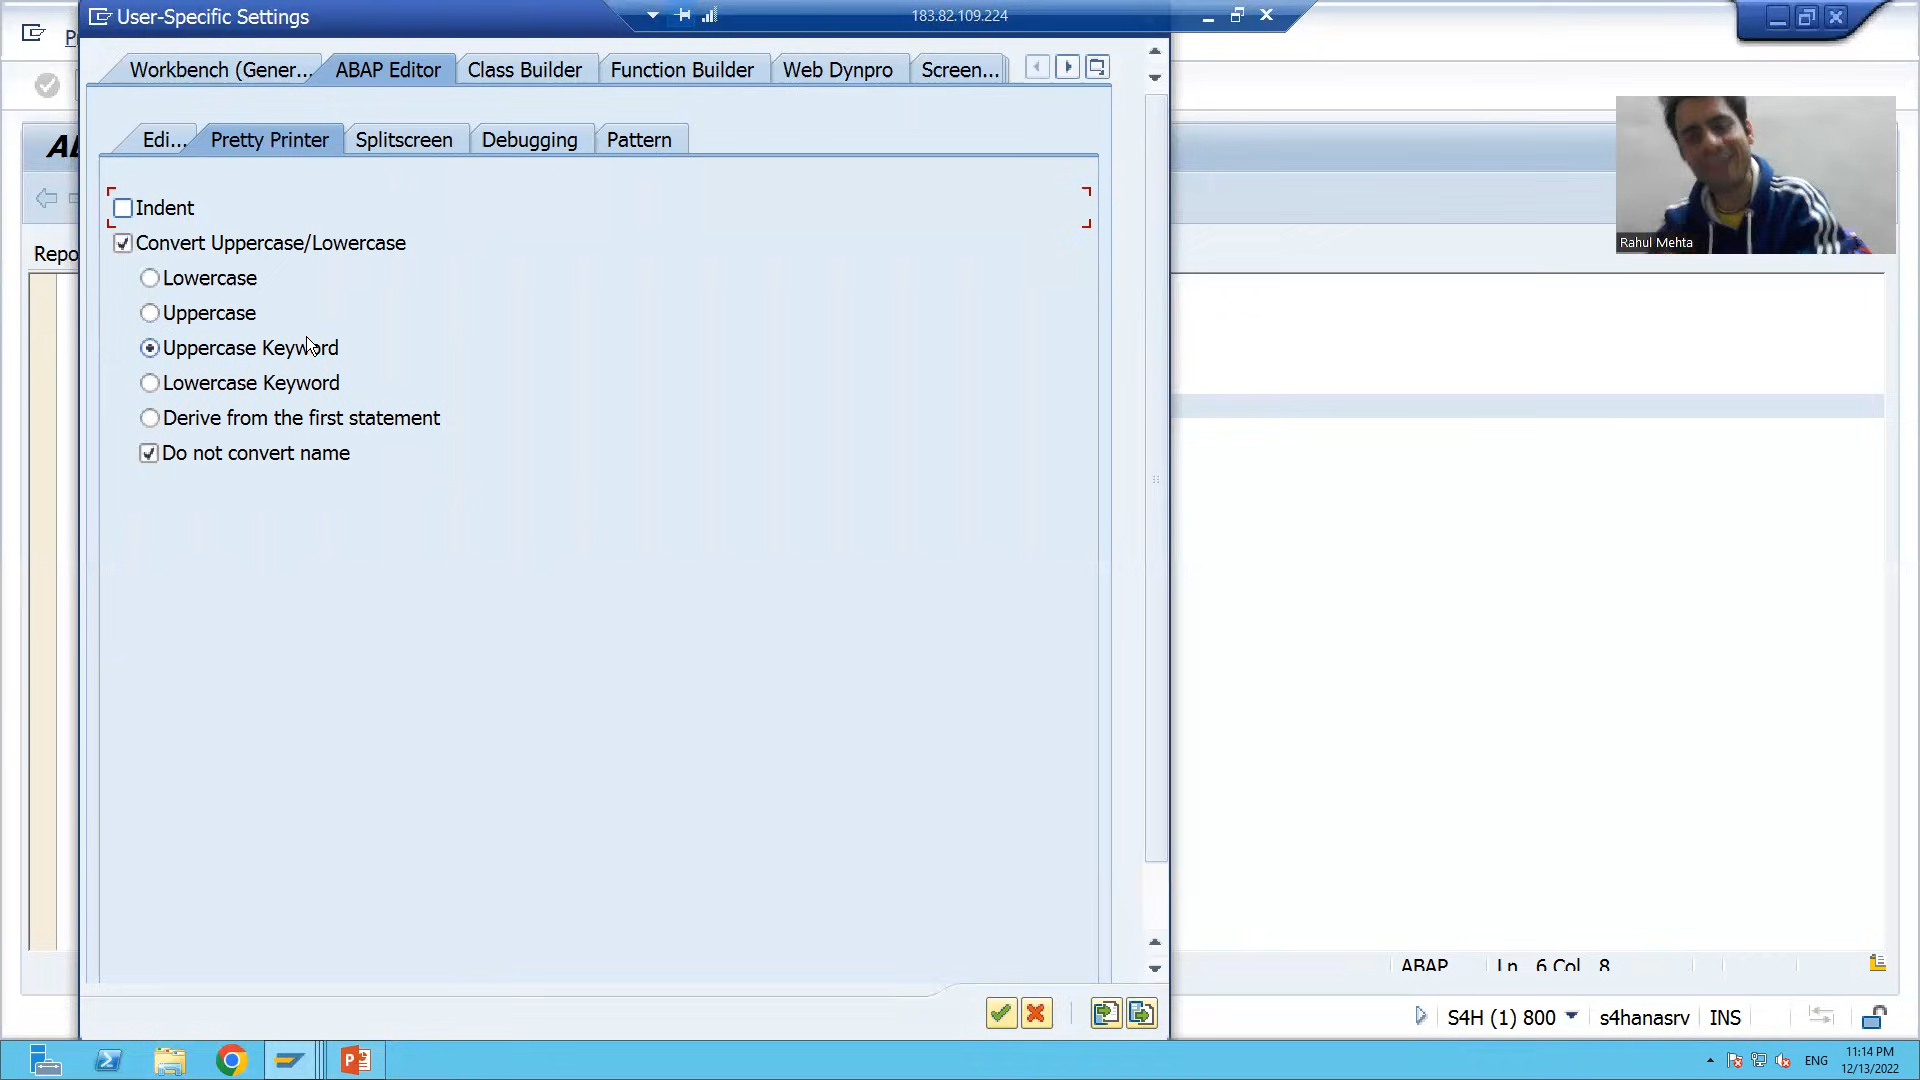 User-Specific Settings
183.82.109.224
Workbench (Gener... ABAP Editor Class Builder Function Builder Web Dynpro Screen...
Edi... Pretty Printer Splitscreen Debugging Pattern
Indent
Convert Uppercase/Lowercase
Lowercase
Uppercase
Uppercase Keyword
Lowercase Keyword
Derive from the first statement
Do not convert name
Repo
Rahul Mehta
ABAP Ln 6 Col 8
S4H (1) 800 s4hanasrv INS
ENG
11:14 PM
12/13/2022